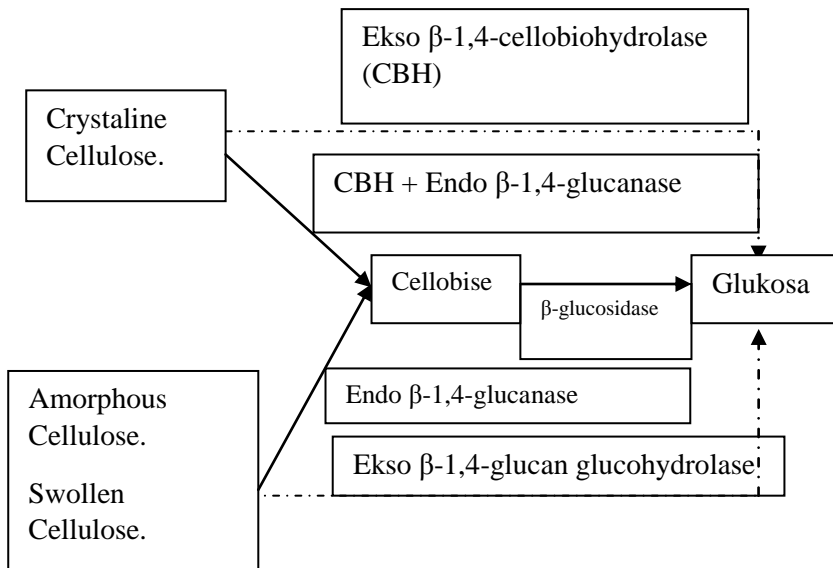 Ekso β-1,4-cellobiohydrolase
(CBH)
Crystaline
Cellulose.
CBH + Endo β-1,4-glucanase
Cellobise
β-glucosidase
Glukosa
Amorphous
Cellulose.
Swollen
Cellulose.
Endo β-1,4-glucanase
Ekso β-1,4-glucan glucohydrolase